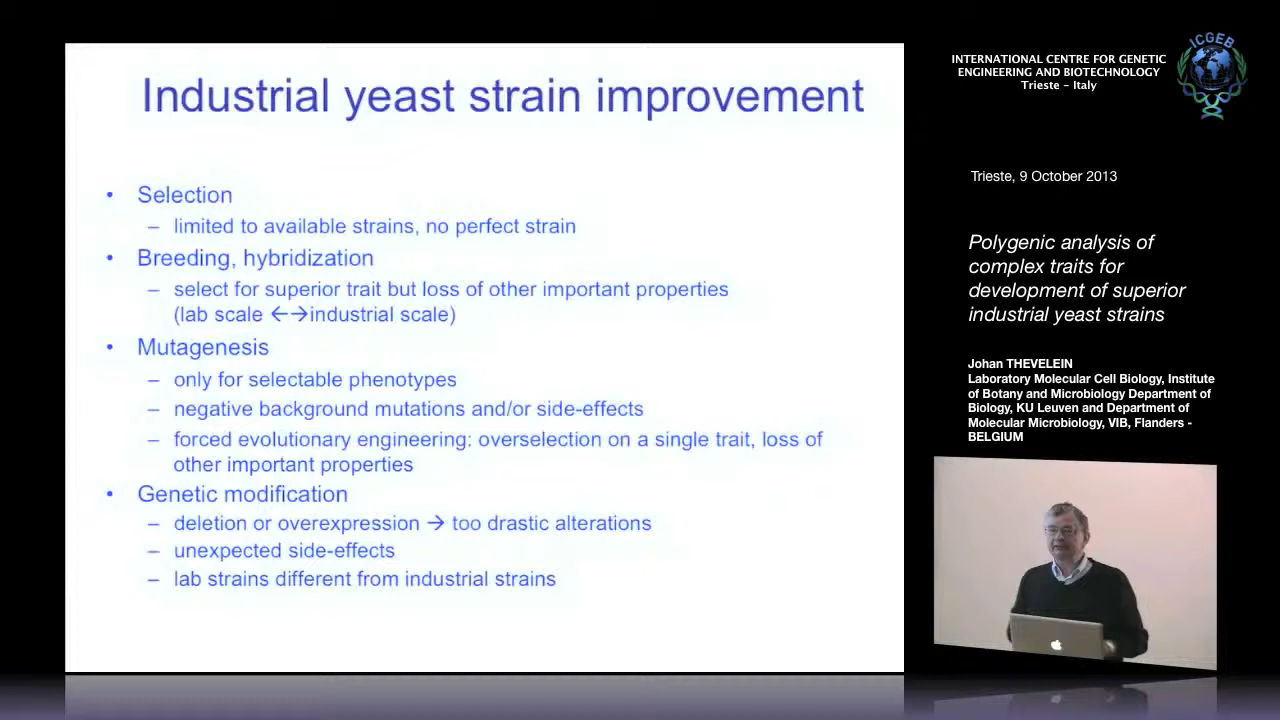 Industrial yeast strain improvement
• Selection
– limited to available strains, no perfect strain
• Breeding, hybridization
– select for superior trait but loss of other important properties
(lab scale ←→industrial scale)
• Mutagenesis
– only for selectable phenotypes
– negative background mutations and/or side-effects
– forced evolutionary engineering: overselection on a single trait, loss of
other important properties
• Genetic modification
– deletion or overexpression → too drastic alterations
– unexpected side-effects
– lab strains different from industrial strains
INTERNATIONAL CENTRE FOR GENETIC
ENGINEERING AND BIOTECHNOLOGY
Trieste - Italy
ICGEB
Trieste, 9 October 2013
Polygenic analysis of
complex traits for
development of superior
industrial yeast strains
Johan THEVELEIN
Laboratory Molecular Cell Biology, Institute
of Botany and Microbiology Department of
Biology, KU Leuven and Department of
Molecular Microbiology, VIB, Flanders -
BELGIUM